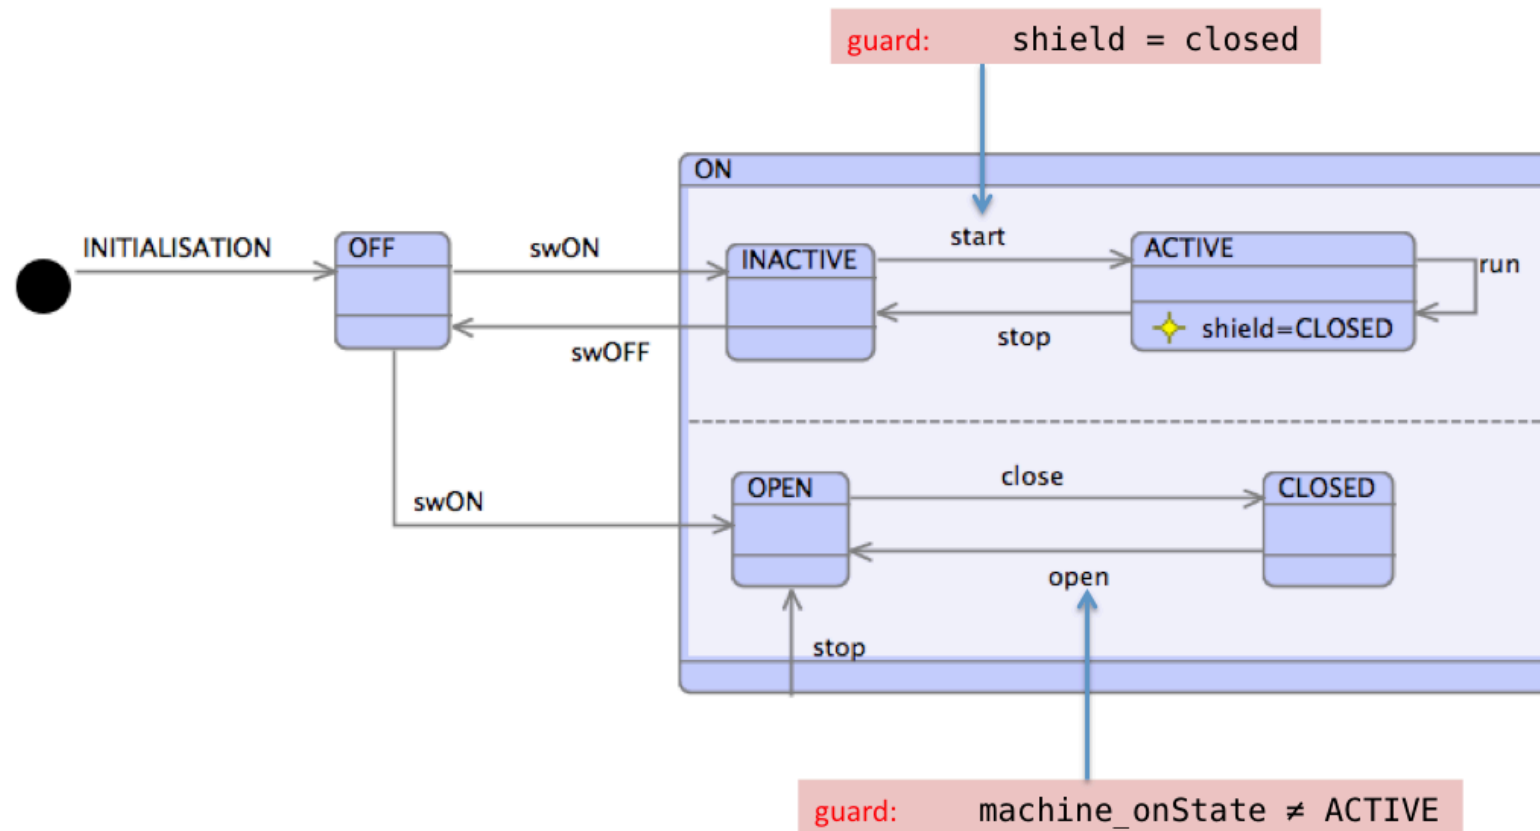 guard: shield = closed
ON
INITIALISATION
OFF
swON
INACTIVE
start
ACTIVE
run
swOFF
stop
shield=CLOSED
swON
OPEN
close
CLOSED
open
stop
guard: machine_onState ≠ ACTIVE